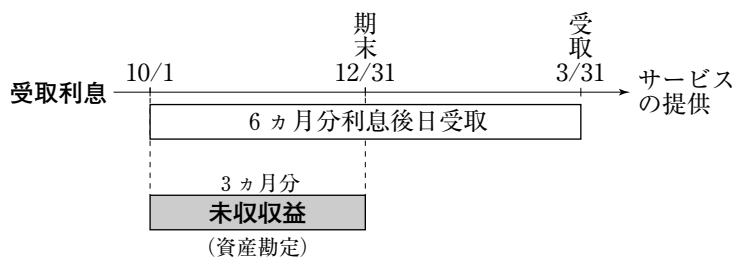 期末
受取
10/1
12/31
3/31
受取利息
サービスの提供
6ヵ月分利息後日受取
3ヵ月分
未収収益
(資産勘定)